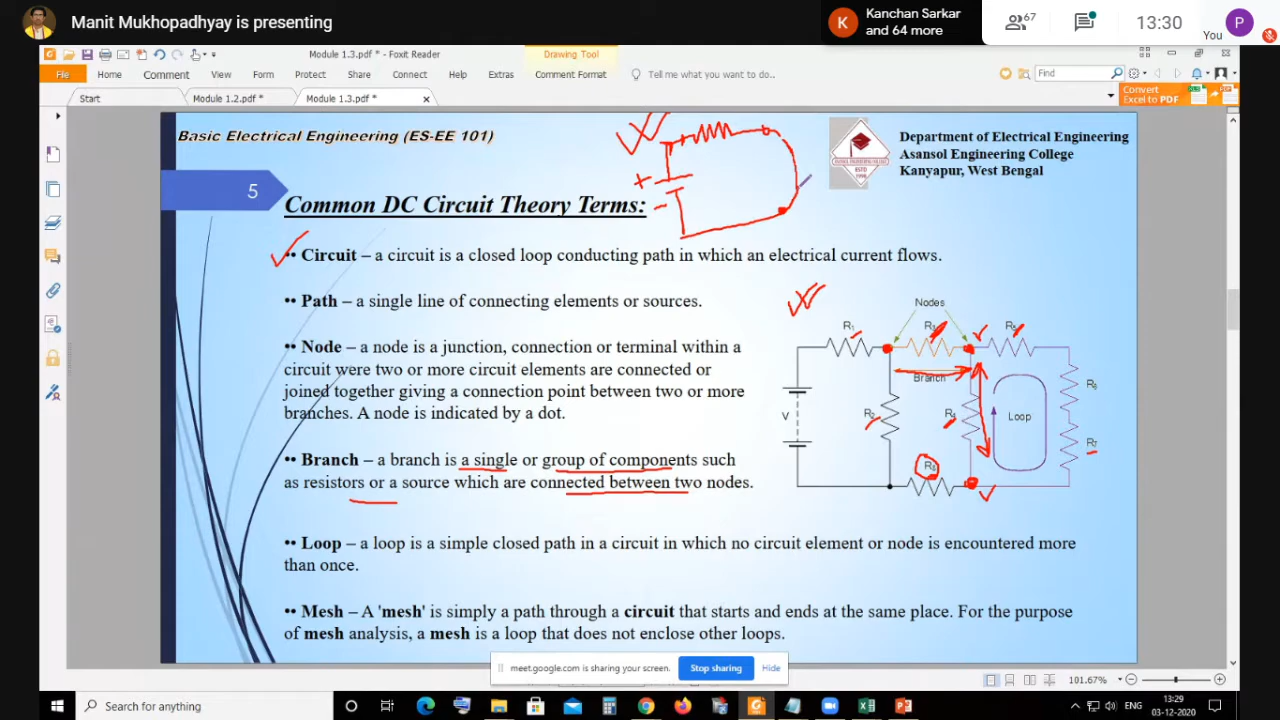 Manit Mukhopadhyay is presenting
K
Kanchan Sarkar
and 64 more
67
13:30
You
P
Module 1.3.pdf * - Foxit Reader
Drawing Tool
File
Home
Comment
View
Form
Protect
Share
Connect
Help
Extras
Comment Format
Tell me what you want to do..
Find
Start
Module 1.2.pdf *
Module 1.3.pdf *
Convert
Excel to PDF
Basic Electrical Engineering (ES-EE 101)
Department of Electrical Engineering
Asansol Engineering College
Kanyapur, West Bengal
5
Common DC Circuit Theory Terms:
+
-
•• Circuit – a circuit is a closed loop conducting path in which an electrical current flows.
•• Path – a single line of connecting elements or sources.
•• Node – a node is a junction, connection or terminal within a
circuit were two or more circuit elements are connected or
joined together giving a connection point between two or more
branches. A node is indicated by a dot.
•• Branch – a branch is a single or group of components such
as resistors or a source which are connected between two nodes.
•• Loop – a loop is a simple closed path in a circuit in which no circuit element or node is encountered more
than once.
•• Mesh – A 'mesh' is simply a path through a circuit that starts and ends at the same place. For the purpose
of mesh analysis, a mesh is a loop that does not enclose other loops.
Nodes
R1
R3
R5
Branch
V
R2
R4
Loop
R7
meet.google.com is sharing your screen.
Stop sharing
Hide
101.67%
Search for anything
ENG
13:29
03-12-2020